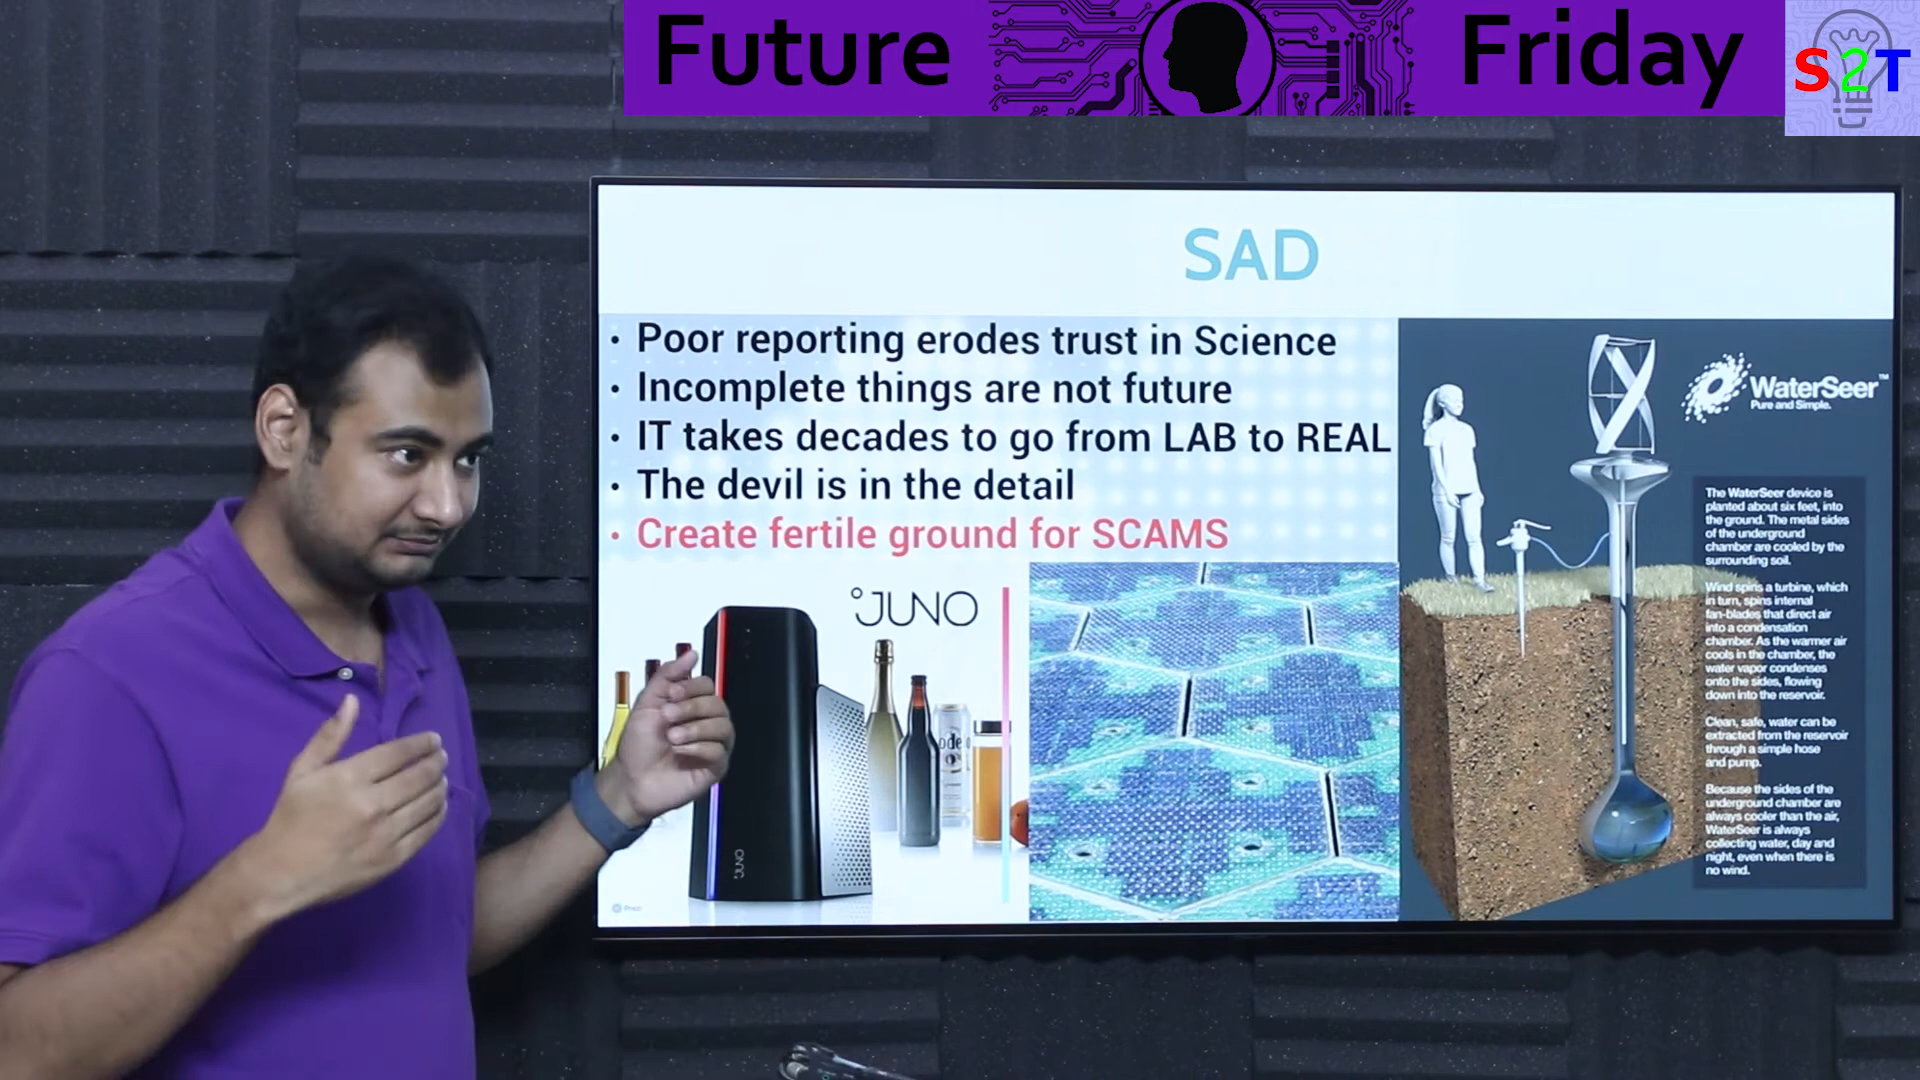 Future Friday
S2T
SAD
• Poor reporting erodes trust in Science
• Incomplete things are not future
• IT takes decades to go from LAB to REAL
• The devil is in the detail
• Create fertile ground for SCAMS
°JUNO
JUNO
Prezi
WaterSeer™
Pure and Simple.
The WaterSeer device is
planted about six feet, into
the ground. The metal sides
of the underground
chamber are cooled by the
surrounding soil.
Wind spins a turbine, which
in turn, spins internal
fan-blades that direct air
into a condensation
chamber. As the warmer air
cools in the chamber, the
water vapor condenses
onto the sides, flowing
down into the reservoir.
Clean, safe, water can be
extracted from the reservoir
through a simple hose
and pump.
Because the sides of the
underground chamber are
always cooler than the air,
WaterSeer is always
collecting water, day and
night, even when there is
no wind.